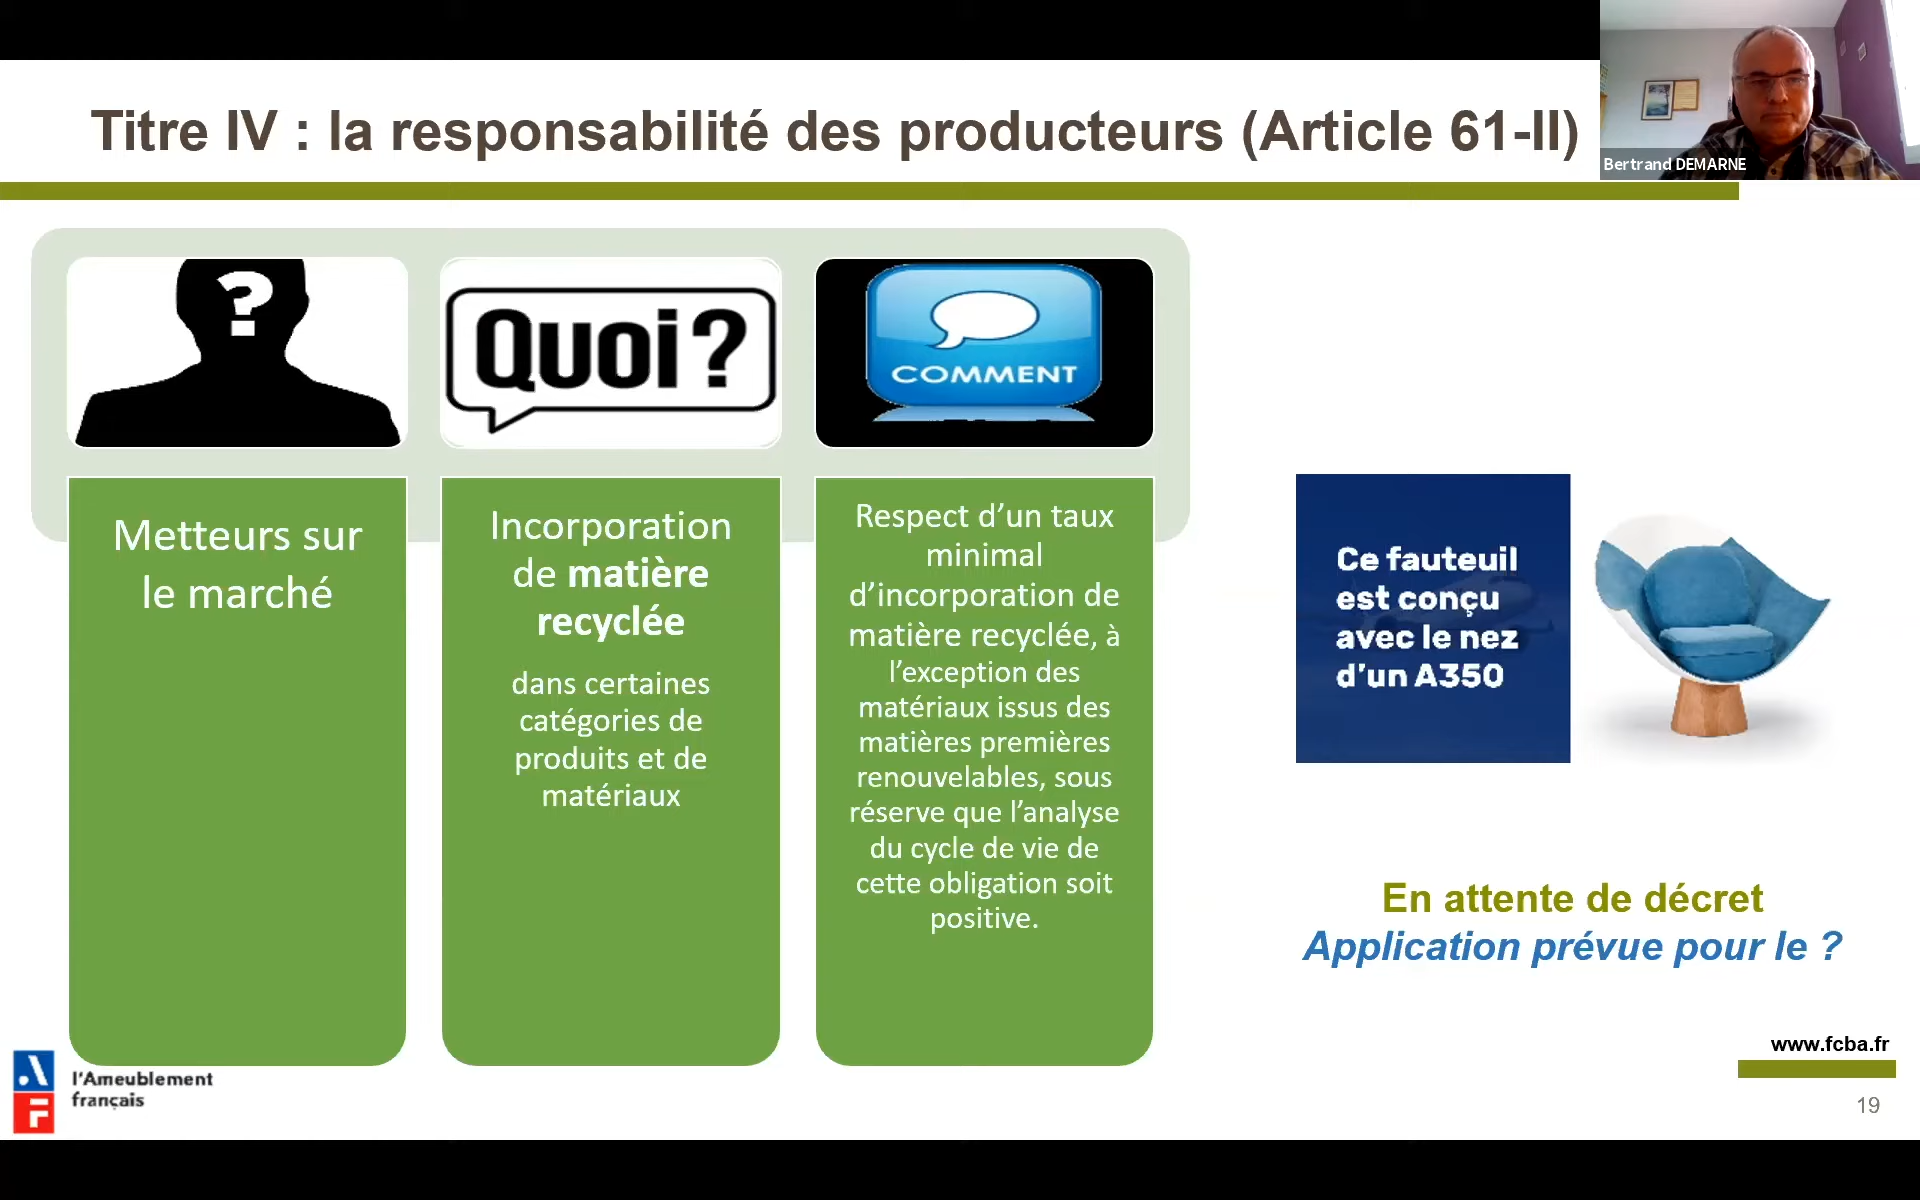 Titre IV : la responsabilité des producteurs (Article 61-II)
Bertrand DEMARNE
?
Quoi?
COMMENT
Metteurs sur
le marché
Incorporation
de matière
recyclée
dans certaines
catégories de
produits et de
matériaux
Respect d’un taux
minimal
d’incorporation de
matière recyclée, à
l’exception des
matériaux issus des
matières premières
renouvelables, sous
réserve que l’analyse
du cycle de vie de
cette obligation soit
positive.
Ce fauteuil
est conçu
avec le nez
d’un A350
En attente de décret
Application prévue pour le ?
www.fcba.fr
AF
l’Ameublement
français
19